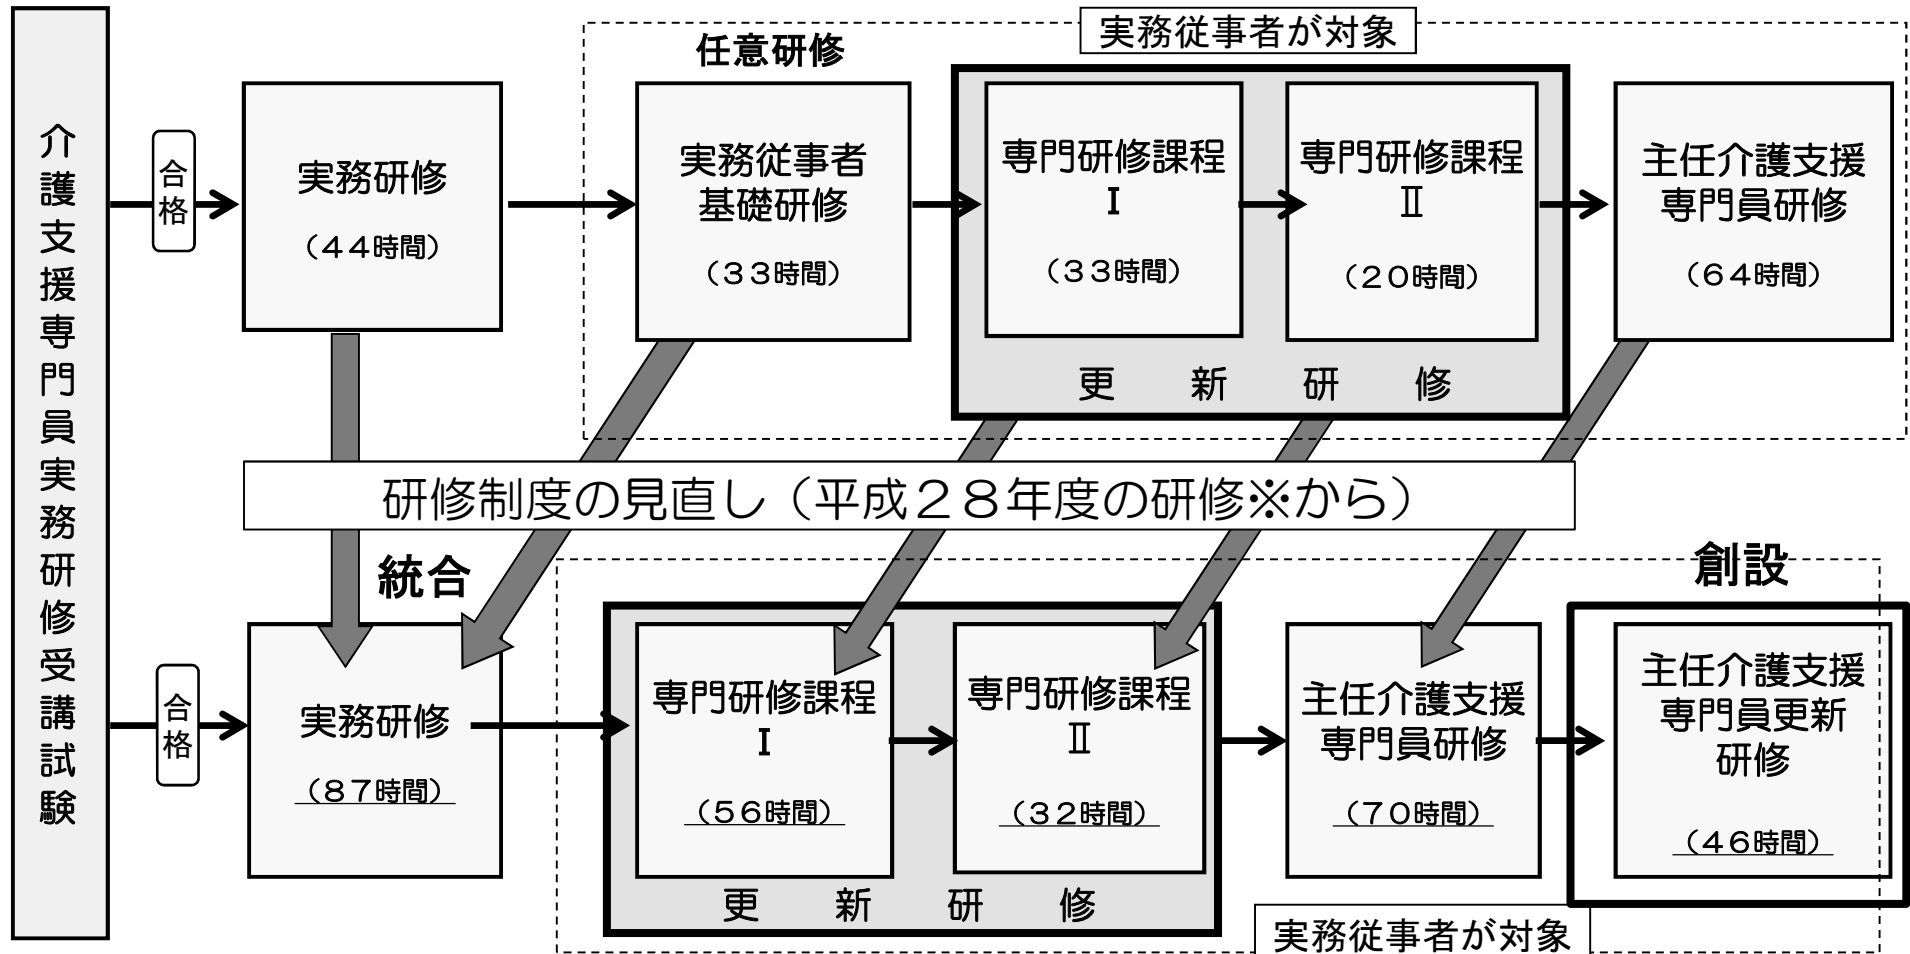 介護支援専門員実務研修受講試験
実務従事者が対象
任意研修
合格
実務研修
（４４時間）
実務従事者
基礎研修
（３３時間）
専門研修課程
Ⅰ
（３３時間）
専門研修課程
Ⅱ
（２０時間）
更新研修
主任介護支援
専門員研修
（６４時間）
研修制度の見直し（平成２８年度の研修※から）
統合
創設
合格
実務研修
（８７時間）
専門研修課程
Ⅰ
（５６時間）
専門研修課程
Ⅱ
（３２時間）
更新研修
主任介護支援
専門員研修
（７０時間）
主任介護支援
専門員更新
研修
（４６時間）
実務従事者が対象